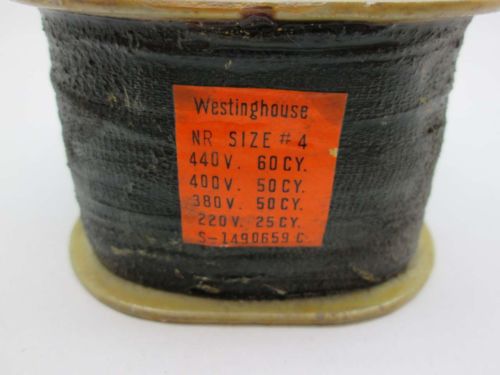 Westinghouse
NR SIZE #4
440V. 60CY.
400V. 50CY.
380V. 50CY.
220V. 25CY.
S-1490659 C